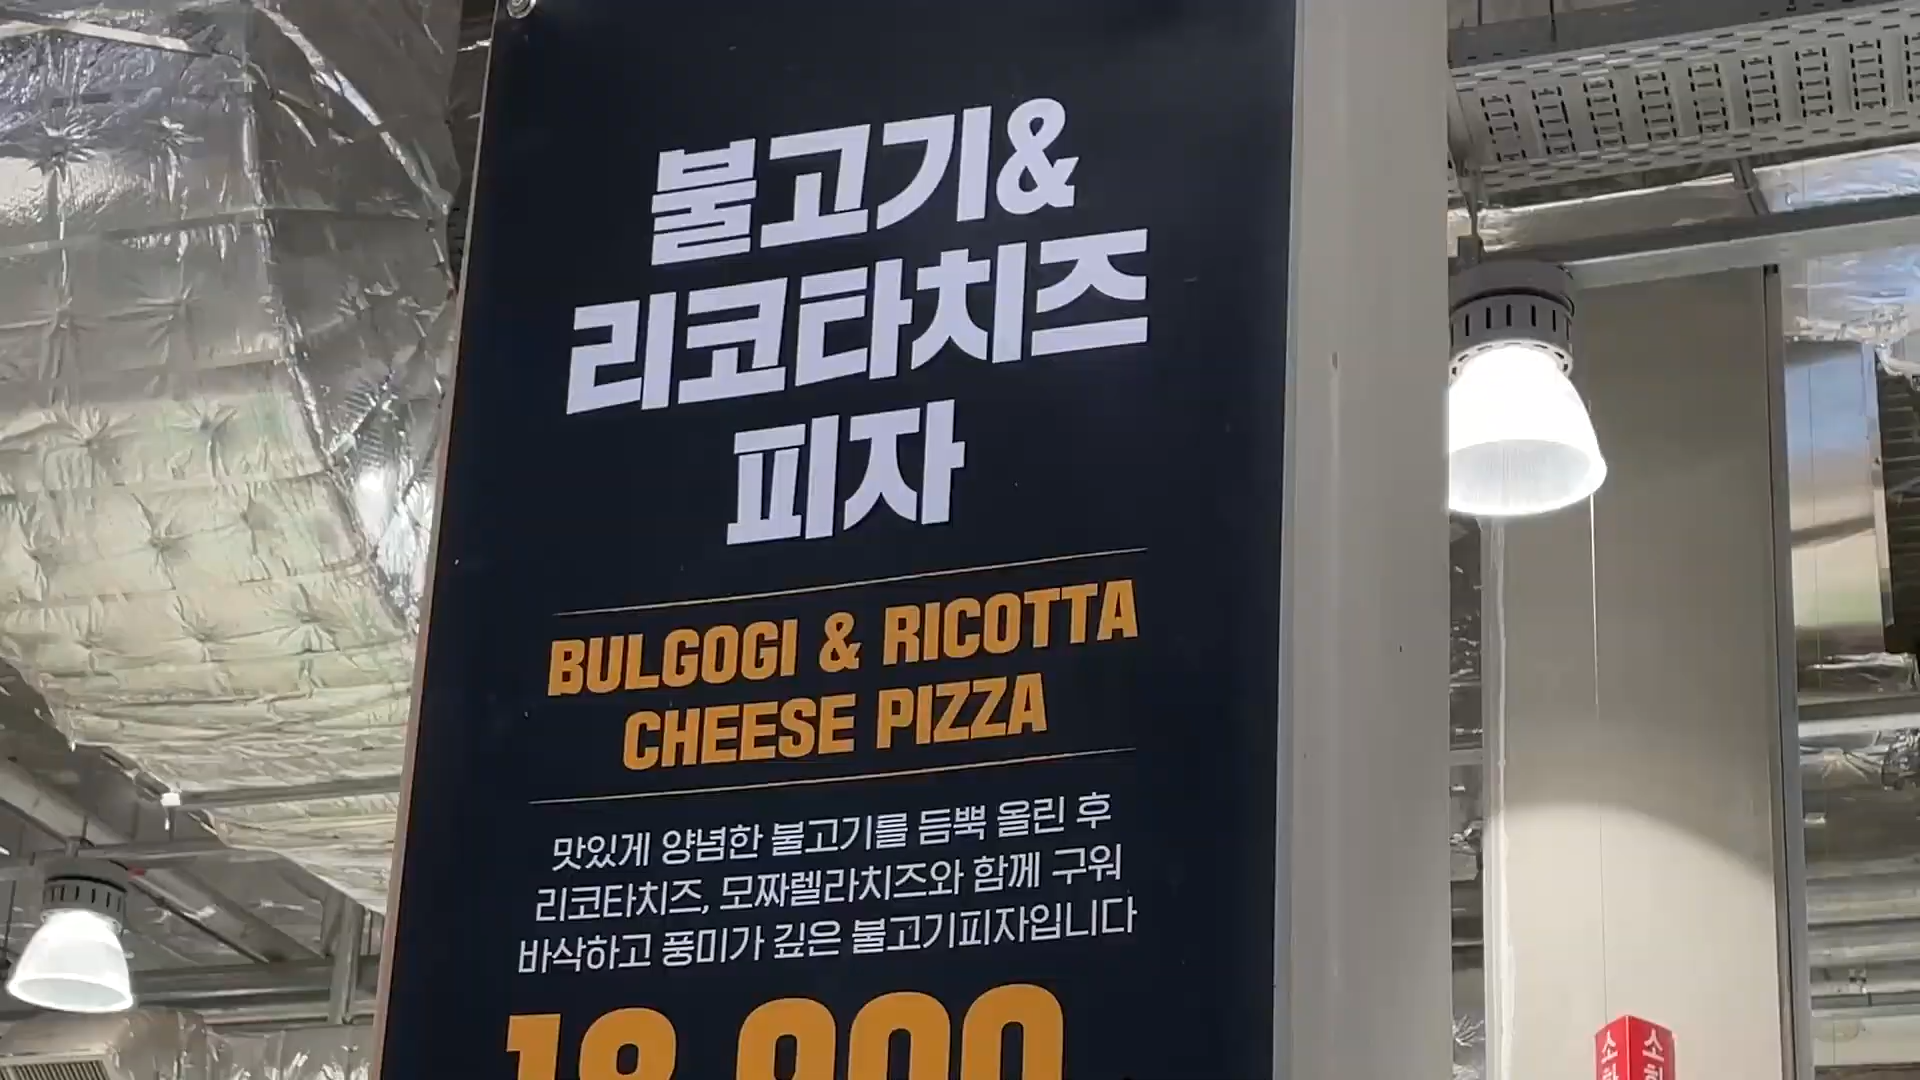 불고기&
리코타치즈
피자
BULGOGI & RICOTTA
CHEESE PIZZA
맛있게 양념한 불고기를 듬뿍 올린 후
리코타치즈, 모짜렐라치즈와 함께 구워
바삭하고 풍미가 깊은 불고기피자입니다